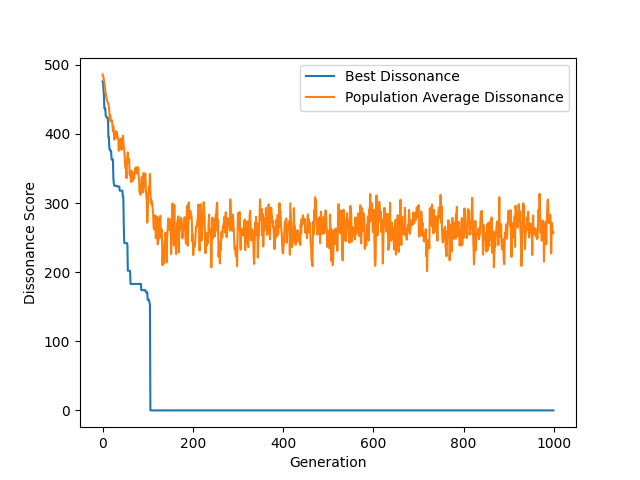 Best Dissonance
Population Average Dissonance
Dissonance Score
500
400
300
200
100
0
0 200 400 600 800 1000
Generation